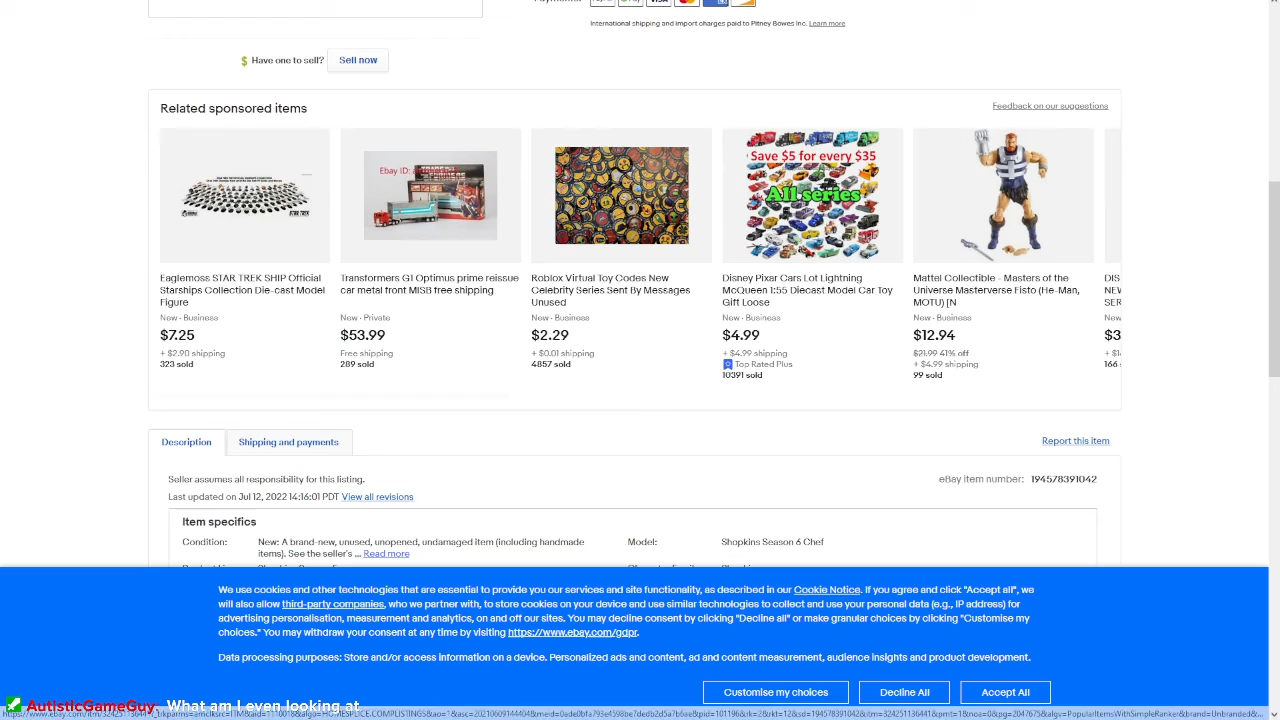 International shipping and import charges paid to Pitney Bowes Inc. Learn more
Have one to sell? Sell now
Related sponsored items
Feedback on our suggestions
Save $5 for every $35
All series
Eaglemoss STAR TREK SHIP Official
Starships Collection Die-cast Model
Figure
New · Business
$7.25
+ $2.90 shipping
323 sold
Transformers G1 Optimus prime reissue
car metal front MISB free shipping
New · Private
$53.99
Free shipping
289 sold
Roblox Virtual Toy Codes New
Celebrity Series Sent By Messages
Unused
New · Business
$2.29
+ $0.01 shipping
4857 sold
Disney Pixar Cars Lot Lightning
McQueen 1:55 Diecast Model Car Toy
Gift Loose
New · Business
$4.99
+ $4.99 shipping
Top Rated Plus
10391 sold
Mattel Collectible - Masters of the
Universe Masterverse Fisto (He-Man,
MOTU) [N
New · Business
$12.94
$21.99 41% off
+ $4.99 shipping
99 sold
DIS
NEW
SER
New
$3
166
Description
Shipping and payments
Report this item
Seller assumes all responsibility for this listing.
eBay item number: 194578391042
Last updated on Jul 12, 2022 14:16:01 PDT View all revisions
Item specifics
Condition: New: A brand-new, unused, unopened, undamaged item (including handmade
items). See the seller's ... Read more
Model: Shopkins Season 6 Chef
We use cookies and other technologies that are essential to provide you our services and site functionality, as described in our Cookie Notice. If you agree and click "Accept all", we
will also allow third-party companies, who we partner with, to store cookies on your device and use similar technologies to collect and use your personal data (e.g., IP address) for
advertising personalisation, measurement and analytics, on and off our sites. You may decline consent by clicking "Decline all" or make granular choices by clicking "Customise my
choices." You may withdraw your consent at any time by visiting https://www.ebay.com/gdpr.
Data processing purposes: Store and/or access information on a device. Personalized ads and content, ad and content measurement, audience insights and product development.
Customise my choices
Decline All
Accept All
AutisticGameGuy: What am I even looking at